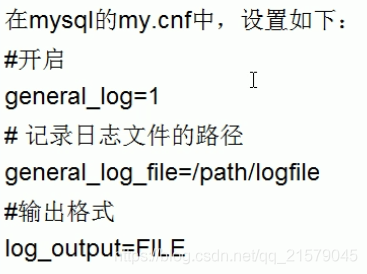 在mysql的my.cnf中，设置如下：
#开启
general_log=1
# 记录日志文件的路径
general_log_file=/path/logfile
#输出格式
log_output=FILE
https://blog.csdn.net/qq_21579045